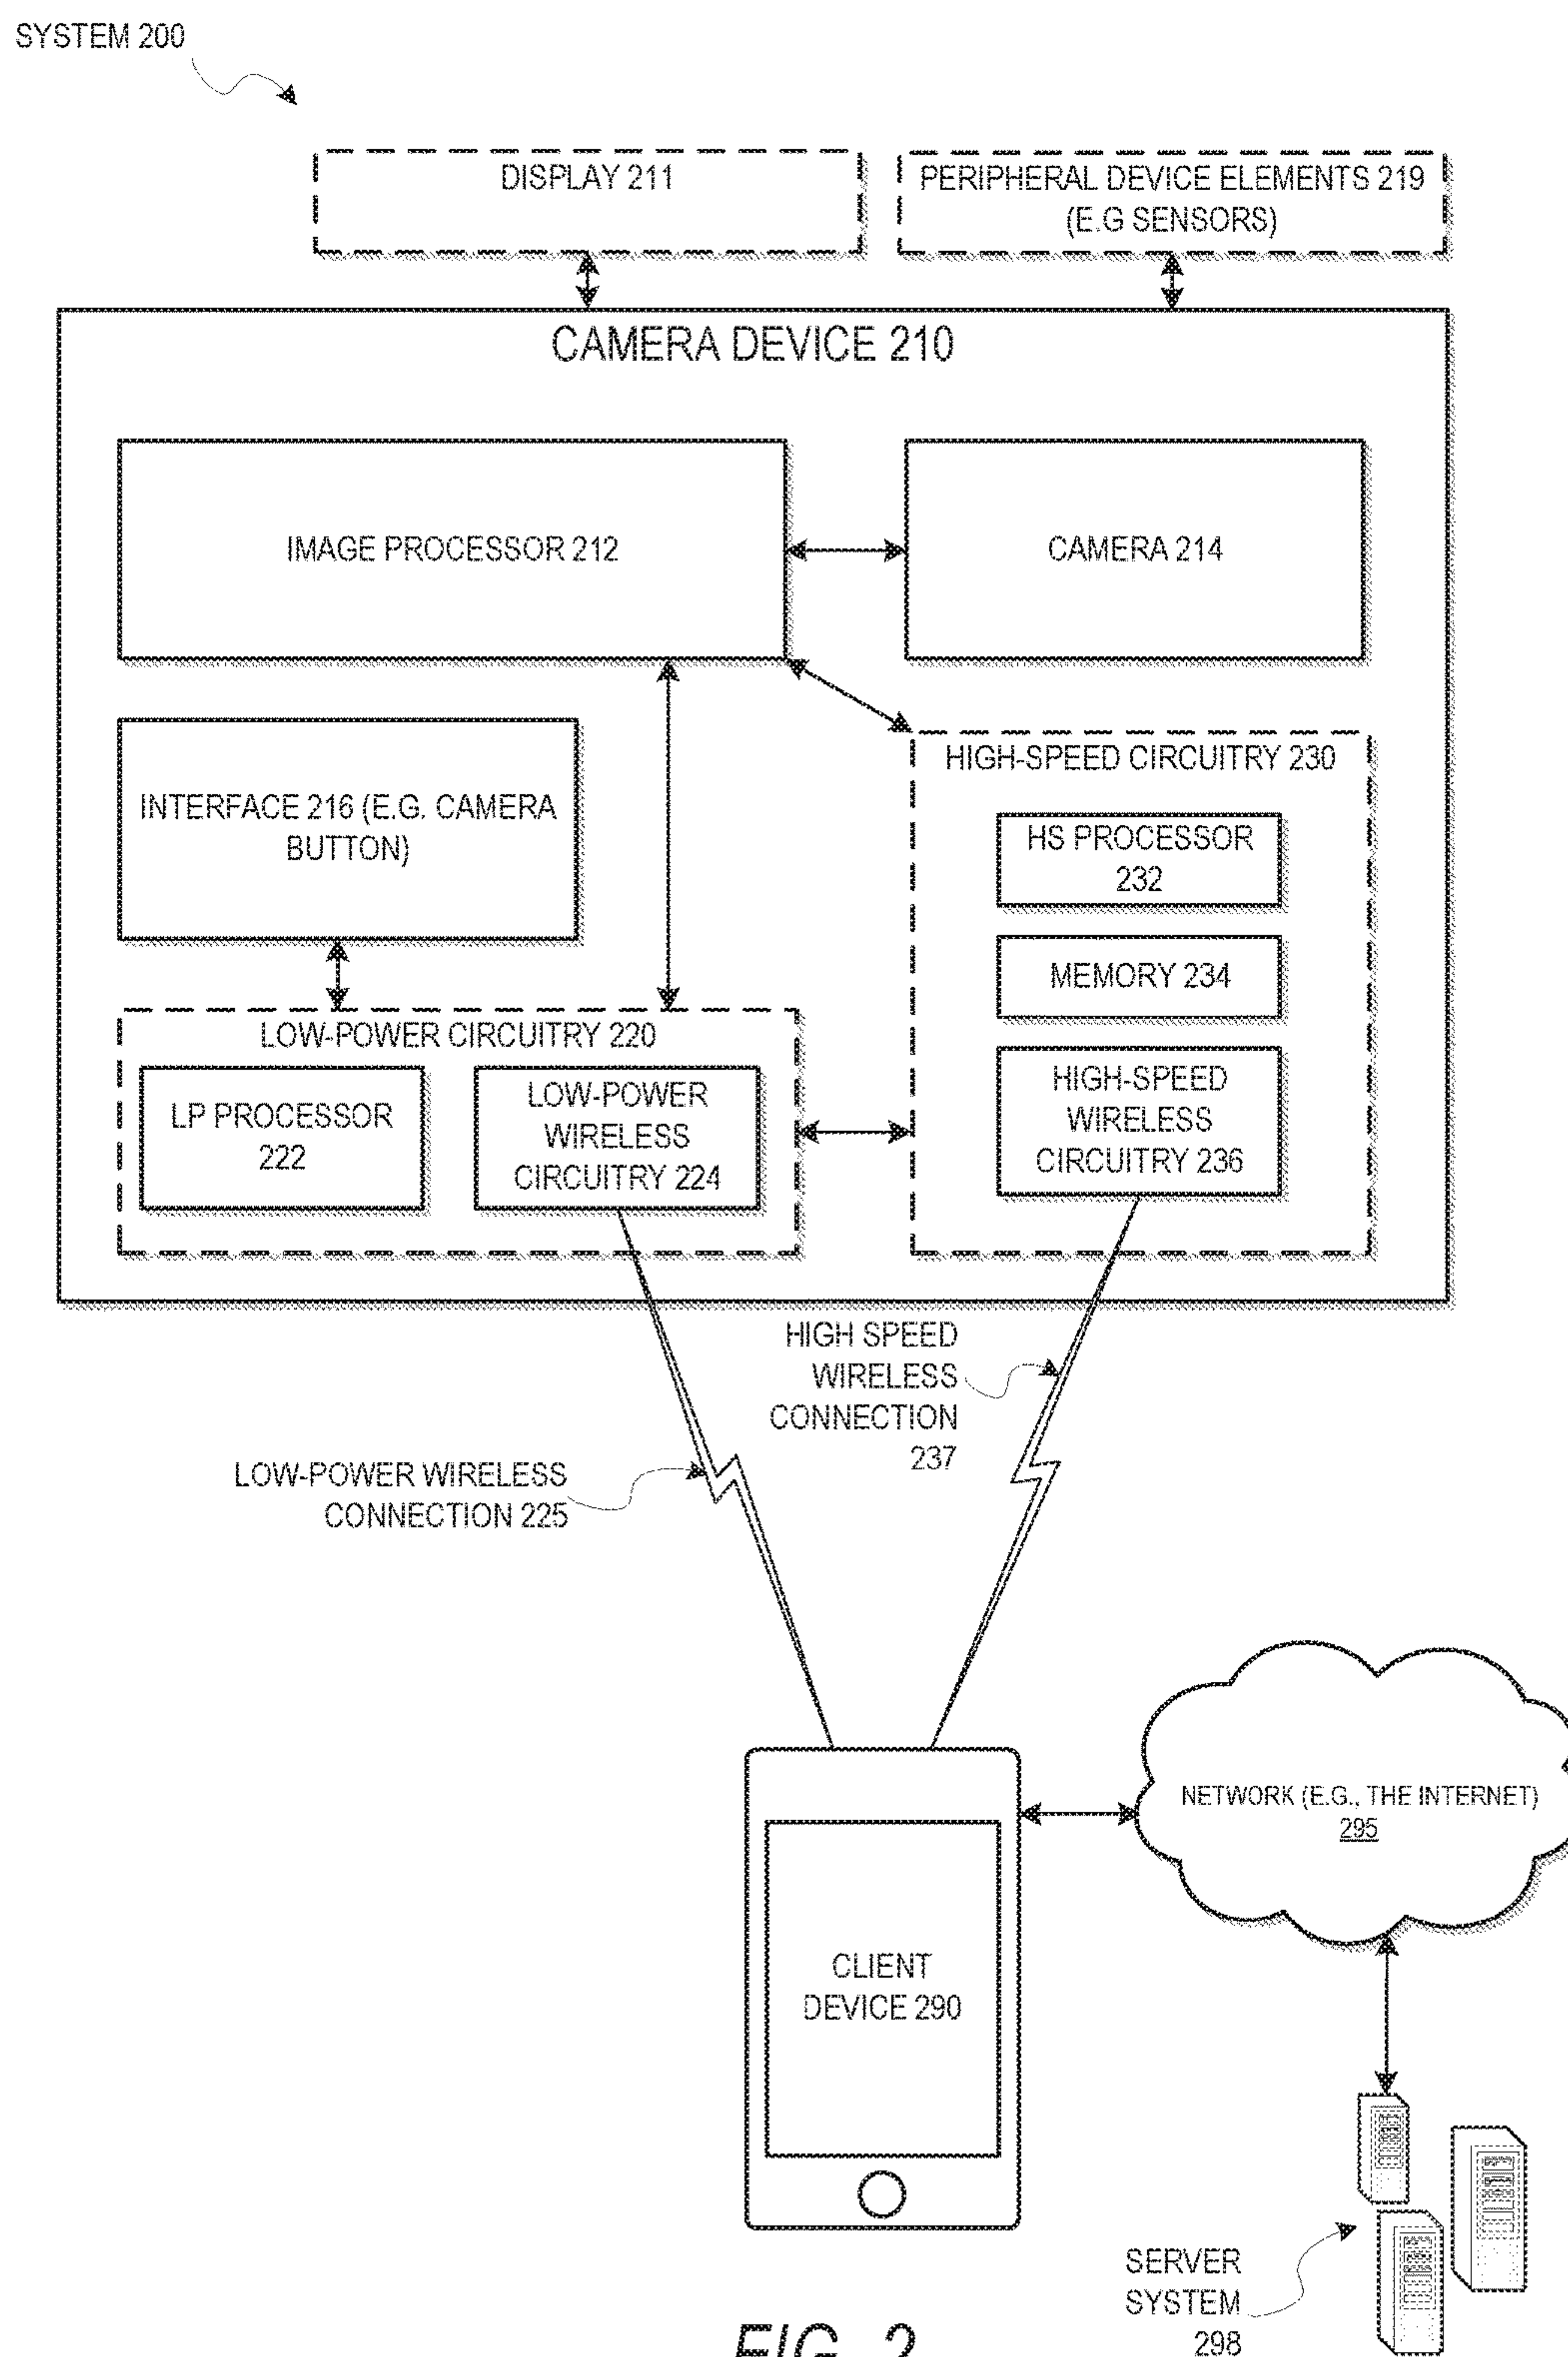 SYSTEM 200
DISPLAY 211
PERIPHERAL DEVICE ELEMENTS 219
(E.G SENSORS)
CAMERA DEVICE 210
IMAGE PROCESSOR 212
CAMERA 214
INTERFACE 216 (E.G. CAMERA
BUTTON)
HIGH-SPEED CIRCUITRY 230
HS PROCESSOR
232
MEMORY 234
HIGH-SPEED
WIRELESS
CIRCUITRY 236
LOW-POWER CIRCUITRY 220
LP PROCESSOR
222
LOW-POWER
WIRELESS
CIRCUITRY 224
HIGH SPEED
WIRELESS
CONNECTION
237
LOW-POWER WIRELESS
CONNECTION 225
NETWORK (E.G., THE INTERNET)
295
CLIENT
DEVICE 290
SERVER
SYSTEM
298
FIG. 2